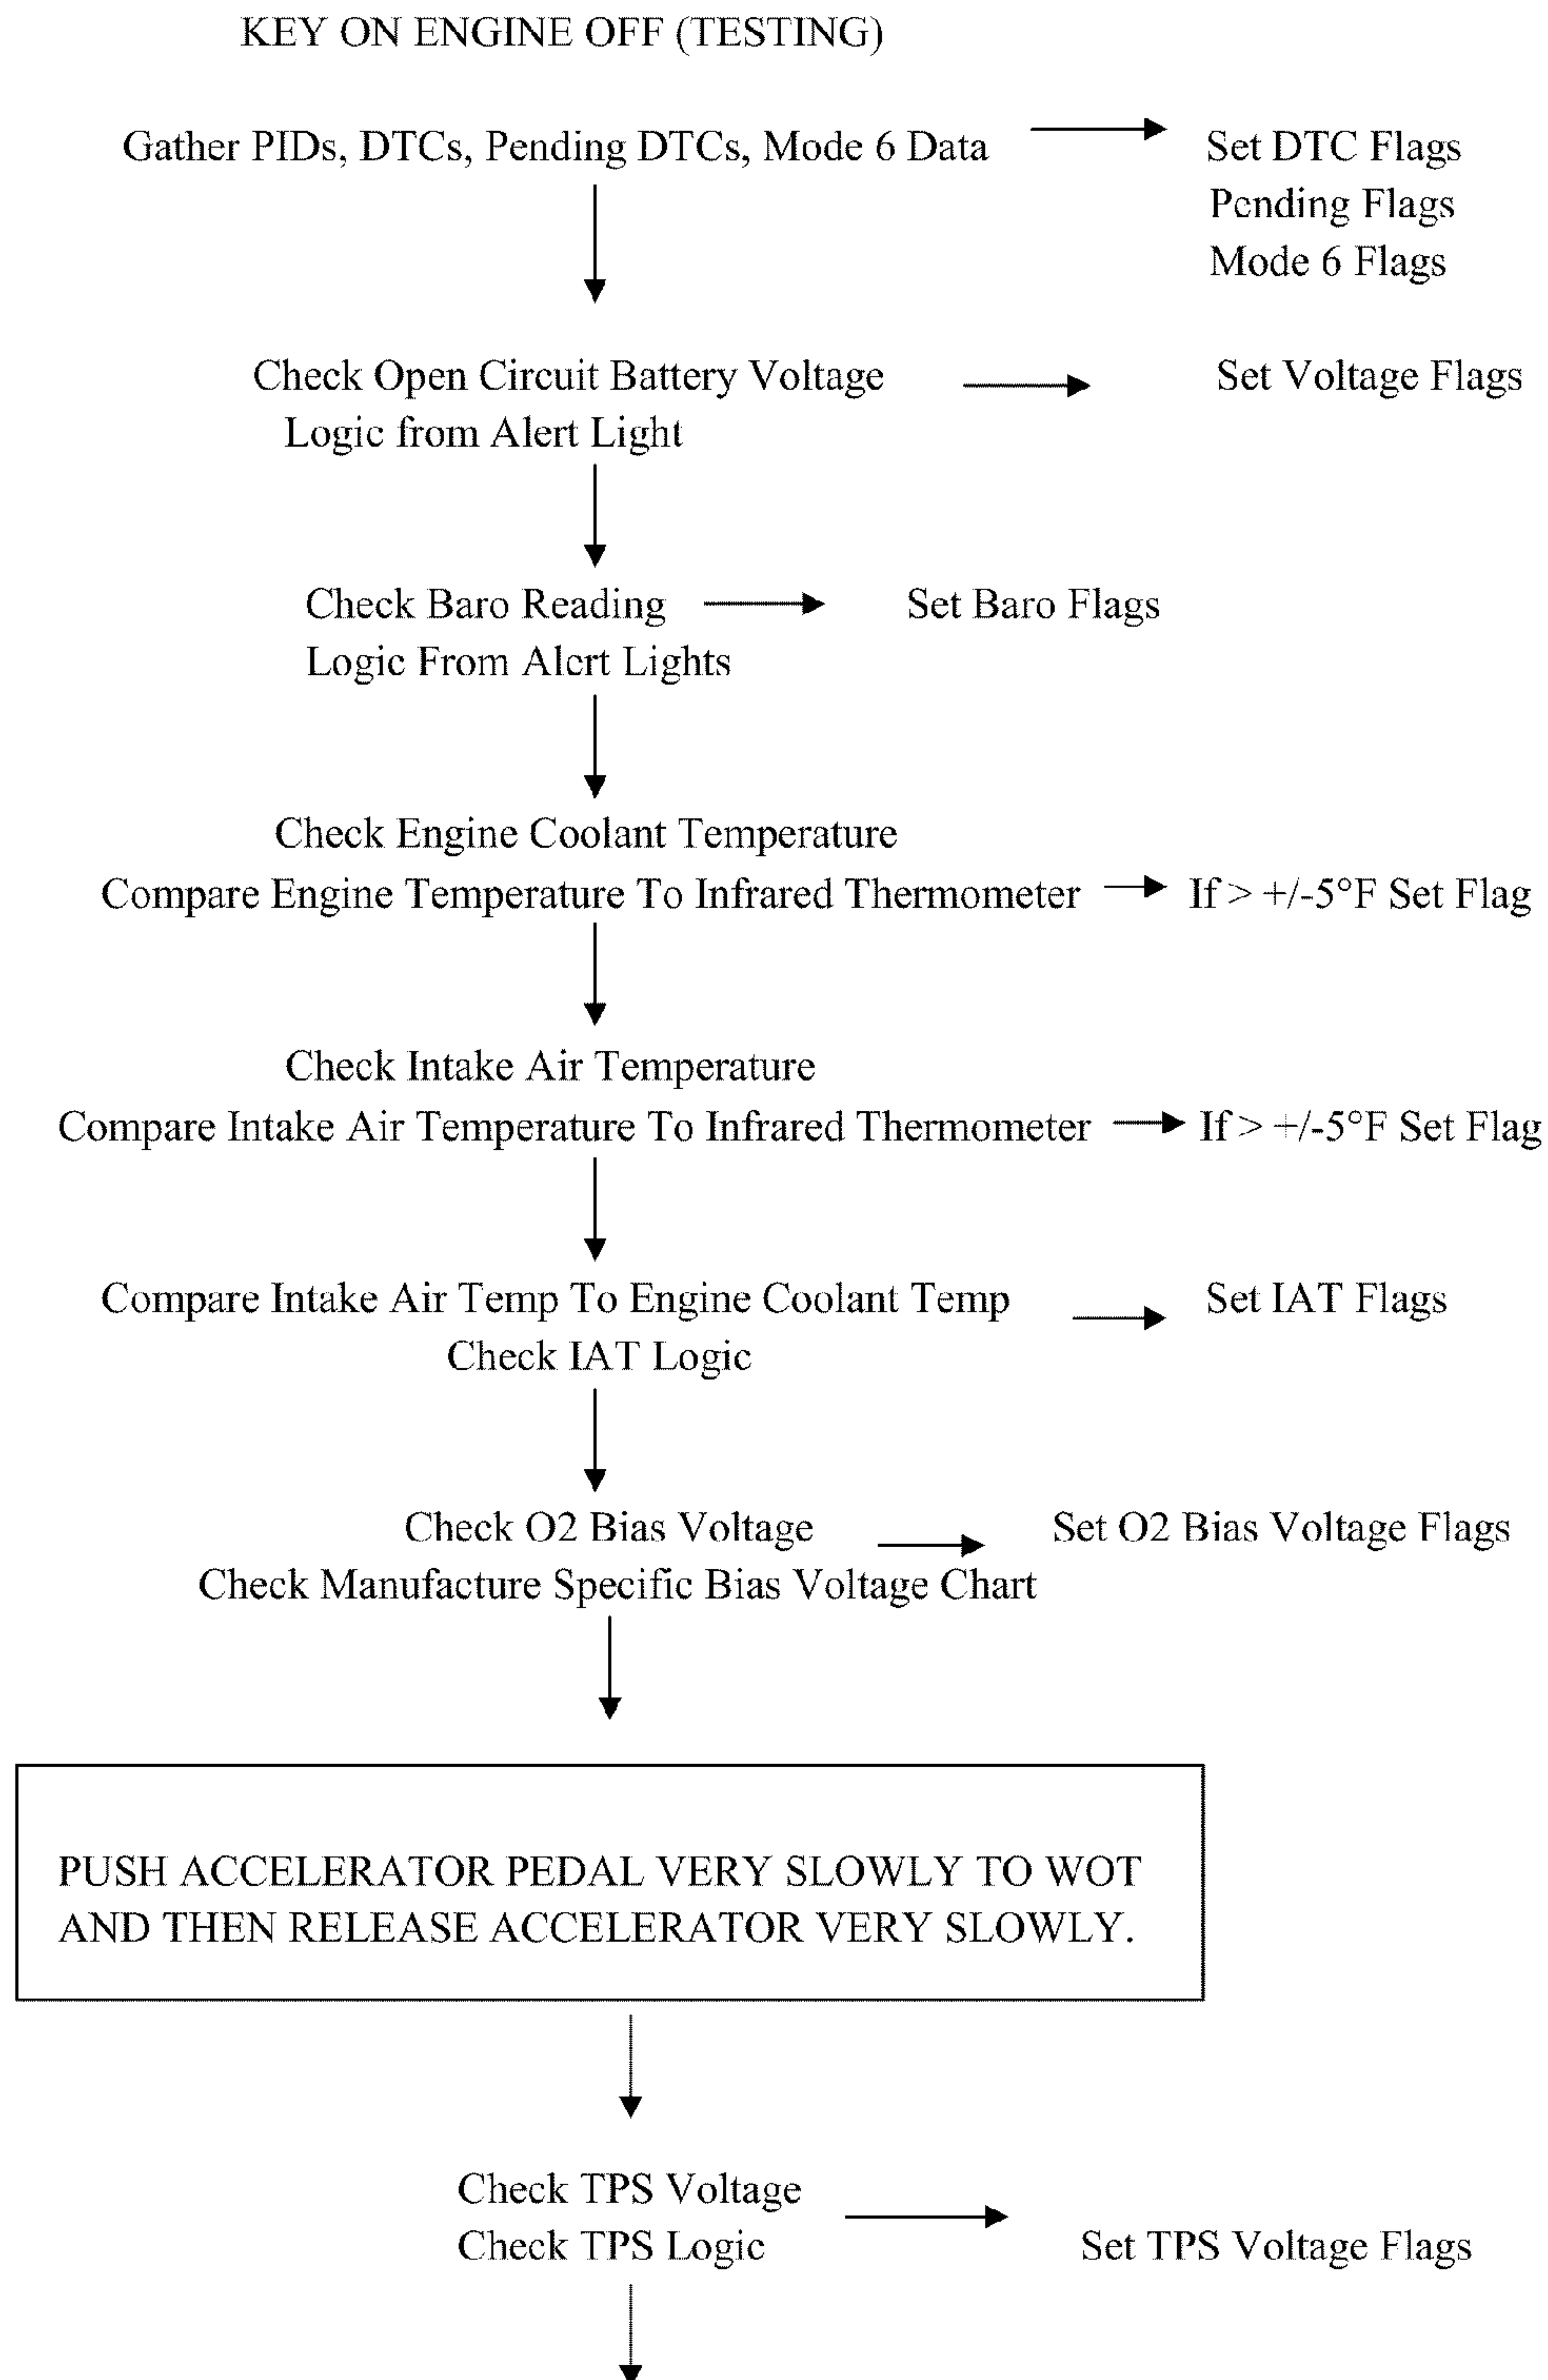 KEY ON ENGINE OFF (TESTING)
Gather PIDs, DTCs, Pending DTCs, Mode 6 Data
Set DTC Flags
Pending Flags
Mode 6 Flags
Check Open Circuit Battery Voltage
Logic from Alert Light
Set Voltage Flags
Check Baro Reading
Logic From Alert Lights
Set Baro Flags
Check Engine Coolant Temperature
Compare Engine Temperature To Infrared Thermometer
If > +/-5°F Set Flag
Check Intake Air Temperature
Compare Intake Air Temperature To Infrared Thermometer
If > +/-5°F Set Flag
Compare Intake Air Temp To Engine Coolant Temp
Check IAT Logic
Set IAT Flags
Check O2 Bias Voltage
Check Manufacture Specific Bias Voltage Chart
Set O2 Bias Voltage Flags
PUSH ACCELERATOR PEDAL VERY SLOWLY TO WOT
AND THEN RELEASE ACCELERATOR VERY SLOWLY.
Check TPS Voltage
Check TPS Logic
Set TPS Voltage Flags